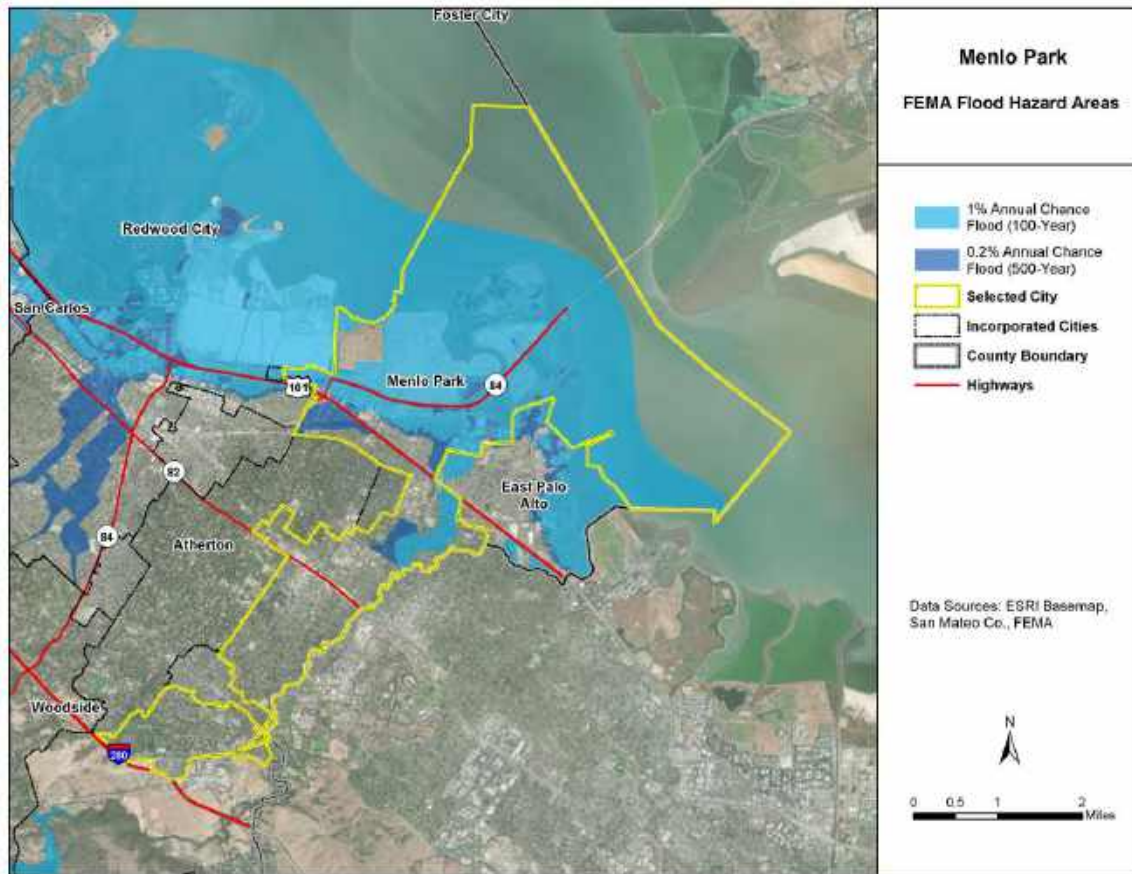 Foster City
Redwood City
San Carlos
101
Menlo Park
84
82
East Palo
Alto
84
Atherton
Woodside
280
Menlo Park
FEMA Flood Hazard Areas
1% Annual Chance
Flood (100-Year)
0.2% Annual Chance
Flood (500-Year)
Selected City
Incorporated Cities
County Boundary
Highways
Data Sources: ESRI Basemap,
San Mateo Co., FEMA
N
0 0.5 1 2
Miles